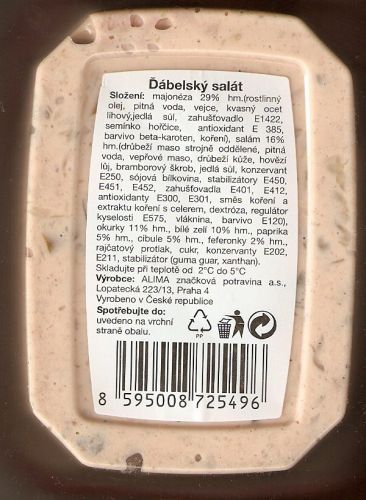 Ďábelský salát
Složení: majonéza 29% hm.(rostlinný
olej, pitná voda, vejce, kvasný ocet
lihový,jedlá sůl, zahušťovadlo E1422,
semínko hořčice, antioxidant E 385,
barvivo beta-karoten, koření), salám 16%
hm.(drůbeží maso strojně oddělené, pitná
voda, vepřové maso, drůbeží kůže, hovězí
lůj, bramborový škrob, jedlá sůl, konzervant
E250, sójová bílkovina, stabilizátory E450,
E451, E452, zahušťovadla E401, E412,
antioxidanty E300, E301, směs koření a
extraktu koření s celerem, dextróza, regulátor
kyselosti E575, vláknina, barvivo E120),
okurky 11% hm., bílé zelí 10% hm., paprika
5% hm., cibule 5% hm., feferonky 2% hm.,
rajčatový protlak, cukr, konzervanty E202,
E211, stabilizátor (guma guar, xanthan).
Skladujte při teplotě od 2°C do 5°C
Výrobce: ALIMA značková potravina a.s.,
Lopatecká 223/13, Praha 4
Vyrobeno v České republice
Spotřebujte do:
uvedeno na vrchní
straně obalu.
PP
8 595008 725496